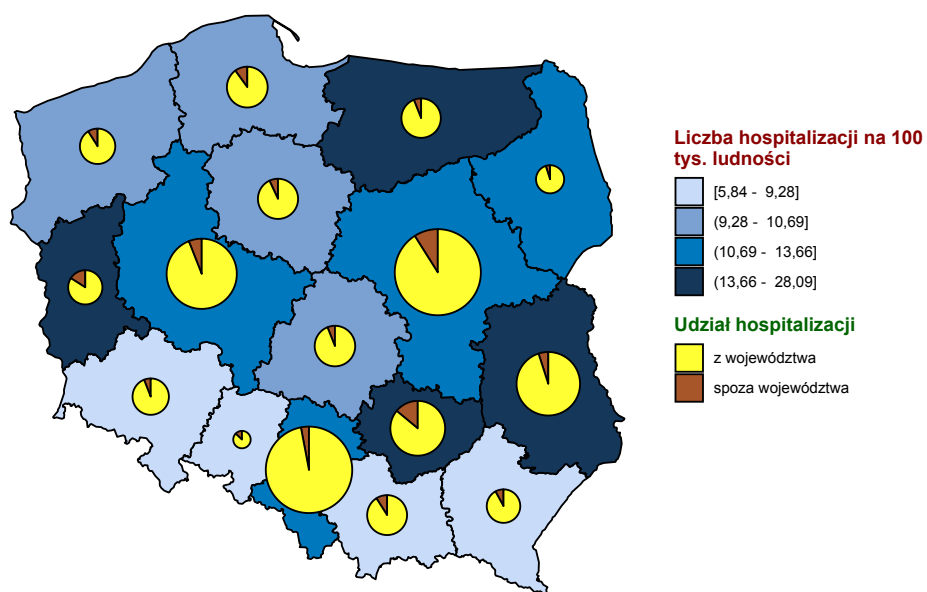 Liczba hospitalizacji na 100
tys. ludności
[5,84 - 9,28]
(9,28 - 10,69]
(10,69 - 13,66]
(13,66 - 28,09]
Udział hospitalizacji
z województwa
spoza województwa